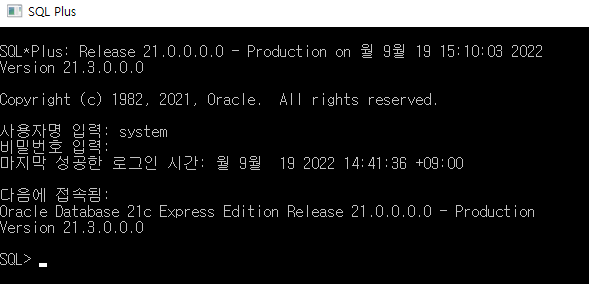 SQL Plus
SQL*Plus: Release 21.0.0.0.0 - Production on 월 9월 19 15:10:03 2022
Version 21.3.0.0.0
Copyright (c) 1982, 2021, Oracle.  All rights reserved.
사용자명 입력: system
비밀번호 입력:
마지막 성공한 로그인 시간: 월 9월  19 2022 14:41:36 +09:00
다음에 접속됨:
Oracle Database 21c Express Edition Release 21.0.0.0.0 - Production
Version 21.3.0.0.0
SQL>